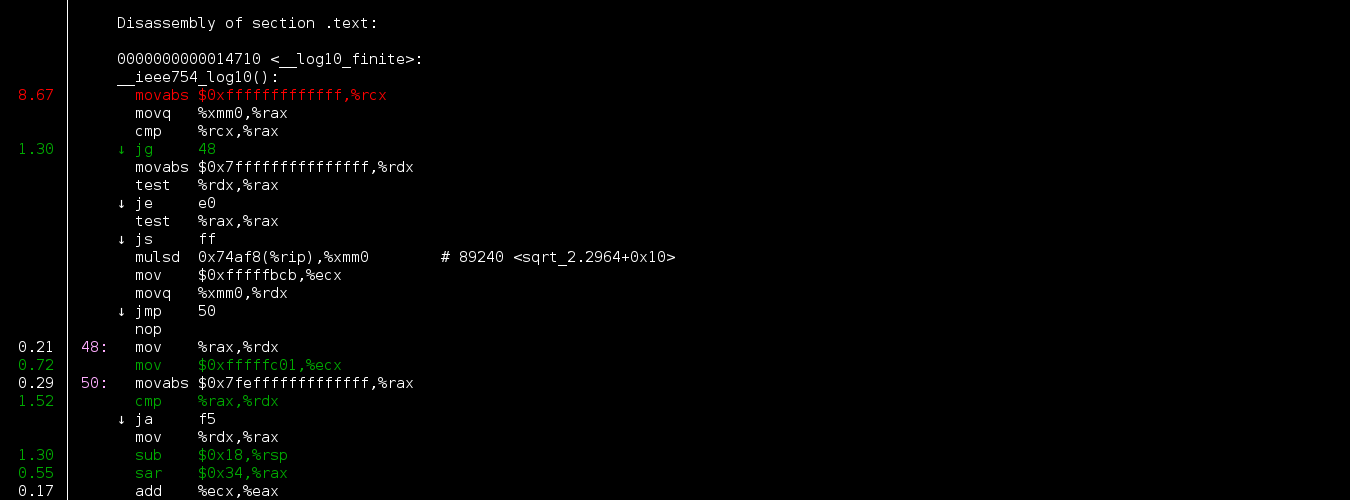 Disassembly of section .text:
0000000000014710 <__log10_finite>:
__ieee754_log10():
8.67 movabs $0xfffffffffffff,%rcx
movq %xmm0,%rax
cmp %rcx,%rax
1.30 ↓ jg 48
movabs $0x7fffffffffffffff,%rdx
test %rdx,%rax
↓ je e0
test %rax,%rax
↓ js ff
mulsd 0x74af8(%rip),%xmm0 # 89240 <sqrt_2.2964+0x10>
mov $0xfffffbcb,%ecx
movq %xmm0,%rdx
↓ jmp 50
nop
0.21 48: mov %rax,%rdx
0.72 mov $0xfffffc01,%ecx
0.29 50: movabs $0x7fefffffffffffff,%rax
1.52 cmp %rax,%rdx
↓ ja f5
mov %rdx,%rax
1.30 sub $0x18,%rsp
0.55 sar $0x34,%rax
0.17 add %ecx,%eax